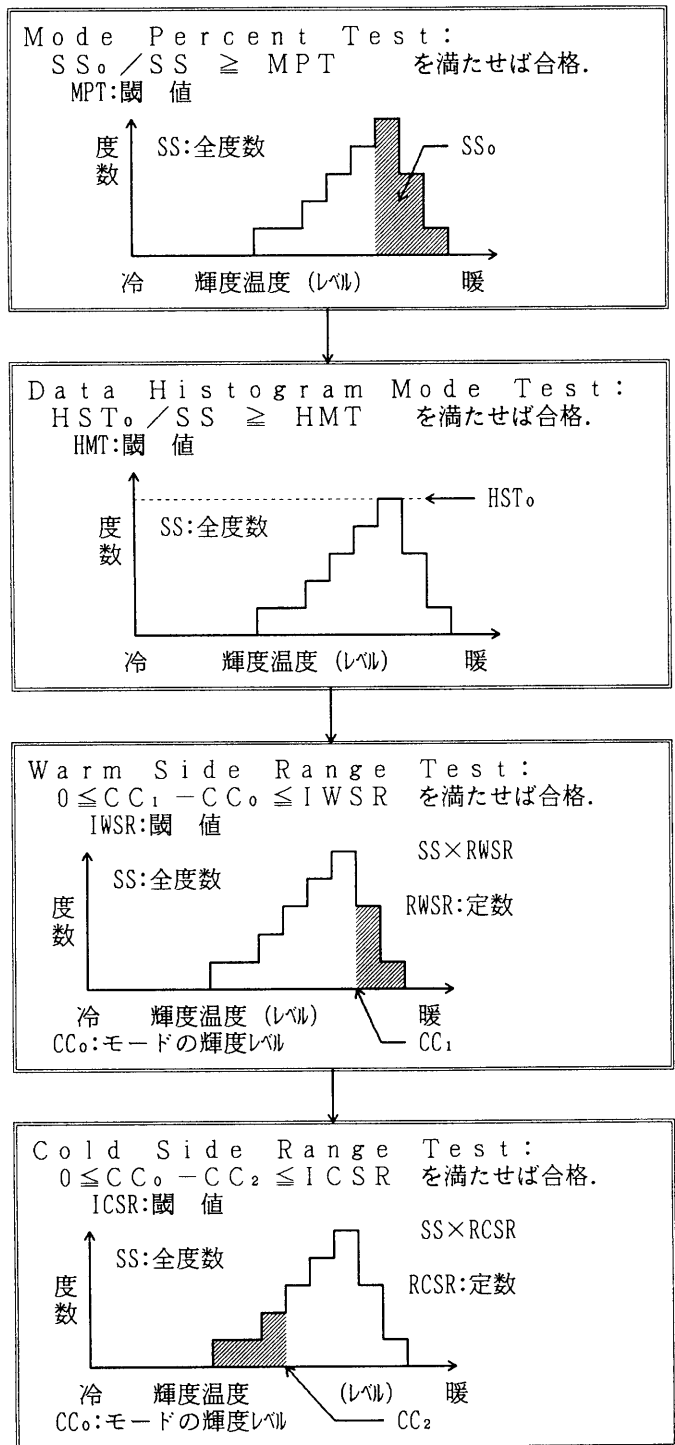 Mode Percent Test:
SS₀／SS ≧ MPT を満たせば合格.
MPT:閾 値
度数
SS:全度数
SS₀
冷 輝度温度 (レベル) 暖
Data Histogram Mode Test:
HST₀／SS ≧ HMT を満たせば合格.
HMT:閾 値
HST₀
度数
SS:全度数
冷 輝度温度 (レベル) 暖
Warm Side Range Test:
0≦CC₁－CC₀≦IWSR を満たせば合格.
IWSR:閾 値
SS×RWSR
SS:全度数
度数
RWSR:定数
冷 輝度温度 (レベル) 暖
CC₀:モードの輝度レベル CC₁
Cold Side Range Test:
0≦CC₀－CC₂≦ICSR を満たせば合格.
ICSR:閾 値
SS×RCSR
SS:全度数
度数
RCSR:定数
冷 輝度温度 (レベル) 暖
CC₀:モードの輝度レベル CC₂